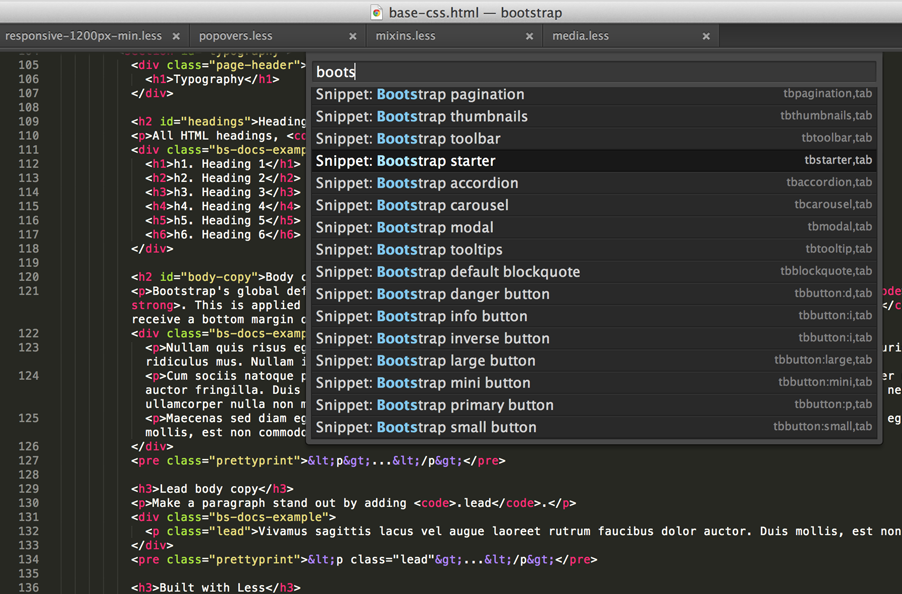 base-css.html — bootstrap
responsive-1200px-min.less × popovers.less × mixins.less × media.less ×
105 <div class="page-header">
106 <h1>Typography</h1>
107 </div>
108
109 <h2 id="headings">Heading
110 <p>All HTML headings, <co
111 <div class="bs-docs-examp
112 <h1>h1. Heading 1</h1>
113 <h2>h2. Heading 2</h2>
114 <h3>h3. Heading 3</h3>
115 <h4>h4. Heading 4</h4>
116 <h5>h5. Heading 5</h5>
117 <h6>h6. Heading 6</h6>
118 </div>
119
120 <h2 id="body-copy">Body c
121 <p>Bootstrap's global def
strong>. This is applied
receive a bottom margin o
122 <div class="bs-docs-examp
123 <p>Nullam quis risus eg
ridiculus mus. Nullam i
124 <p>Cum sociis natoque p
auctor fringilla. Duis
ullamcorper nulla non m
125 <p>Maecenas sed diam eg
mollis, est non commodo
126 </div>
127 <pre class="prettyprint">&lt;p&gt;...&lt;/p&gt;</pre>
128
129 <h3>Lead body copy</h3>
130 <p>Make a paragraph stand out by adding <code>.lead</code>.</p>
131 <div class="bs-docs-example">
132 <p class="lead">Vivamus sagittis lacus vel augue laoreet rutrum faucibus dolor auctor. Duis mollis, est non
133 </div>
134 <pre class="prettyprint">&lt;p class="lead"&gt;...&lt;/p&gt;</pre>
135
136 <h3>Built with Less</h3>
boots
Snippet: Bootstrap pagination tbpagination,tab
Snippet: Bootstrap thumbnails tbthumbnails,tab
Snippet: Bootstrap toolbar tbtoolbar,tab
Snippet: Bootstrap starter tbstarter,tab
Snippet: Bootstrap accordion tbaccordion,tab
Snippet: Bootstrap carousel tbcarousel,tab
Snippet: Bootstrap modal tbmodal,tab
Snippet: Bootstrap tooltips tbtooltip,tab
Snippet: Bootstrap default blockquote tbblockquote,tab
Snippet: Bootstrap danger button tbbutton:d,tab
Snippet: Bootstrap info button tbbutton:i,tab
Snippet: Bootstrap inverse button tbbutton:i,tab
Snippet: Bootstrap large button tbbutton:large,tab
Snippet: Bootstrap mini button tbbutton:mini,tab
Snippet: Bootstrap primary button tbbutton:p,tab
Snippet: Bootstrap small button tbbutton:small,tab